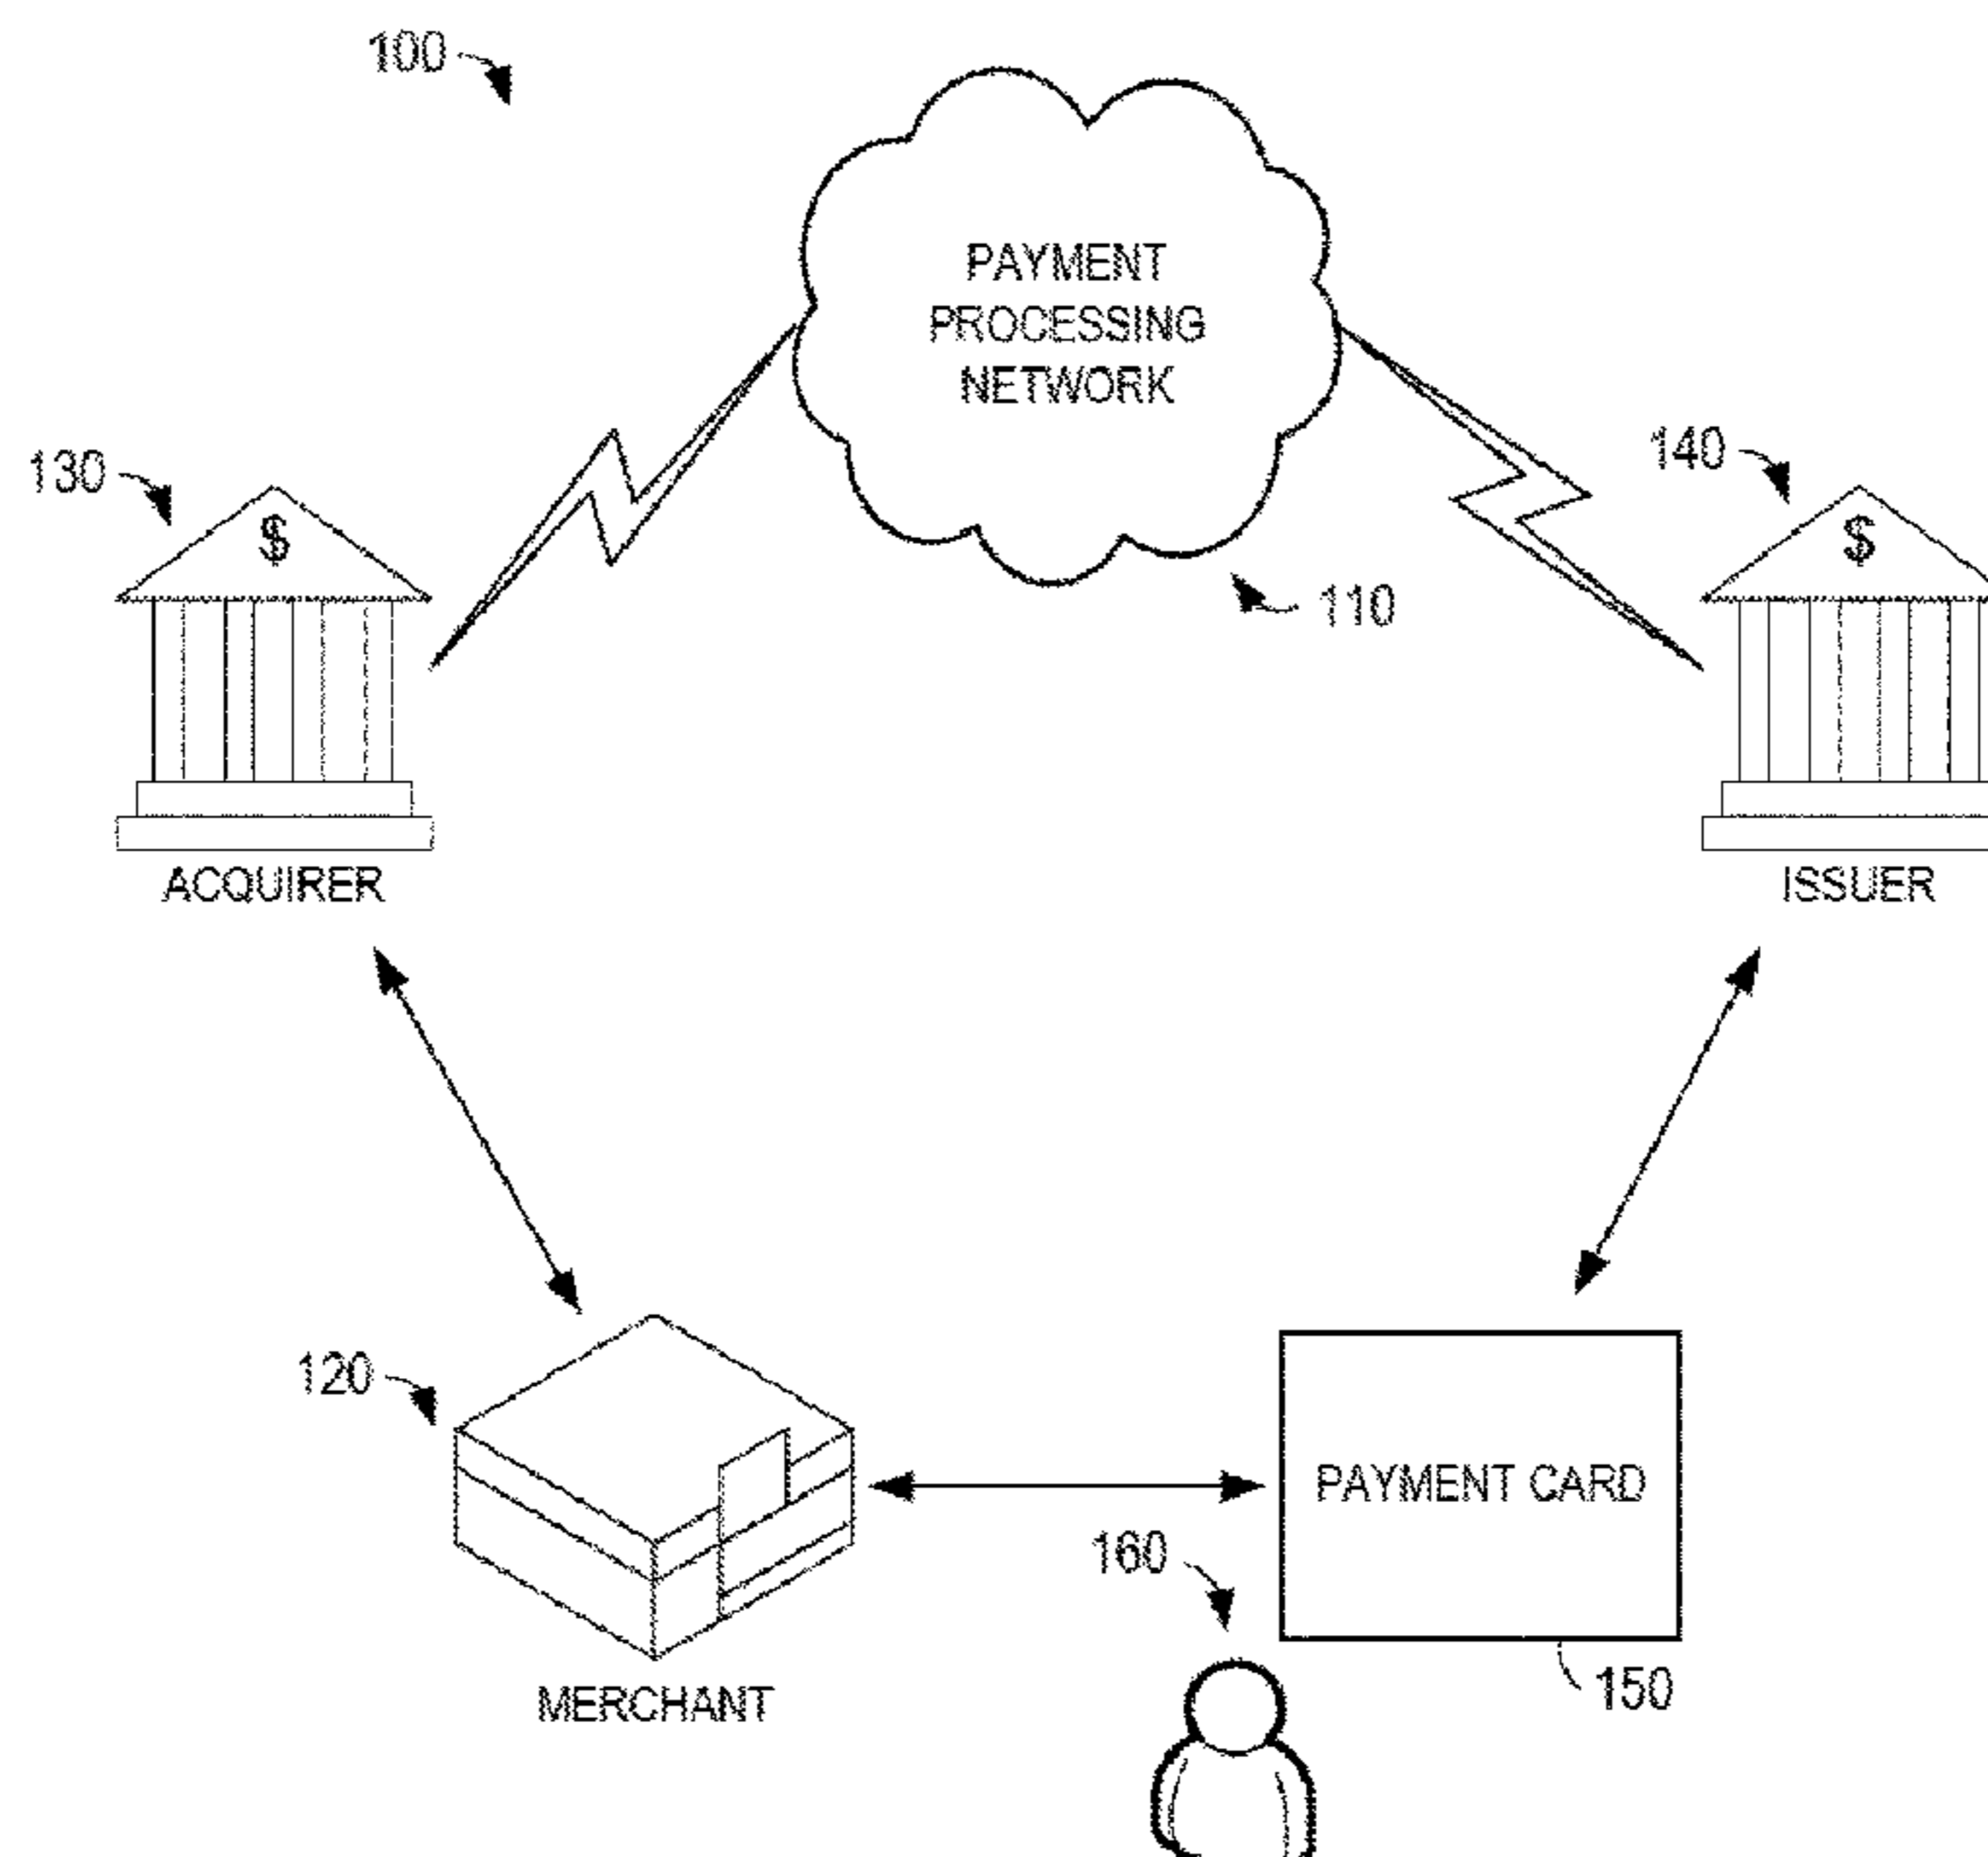 100
PAYMENT
PROCESSING
NETWORK
130
$
140
$
110
ACQUIRER
ISSUER
120
PAYMENT CARD
160
150
MERCHANT